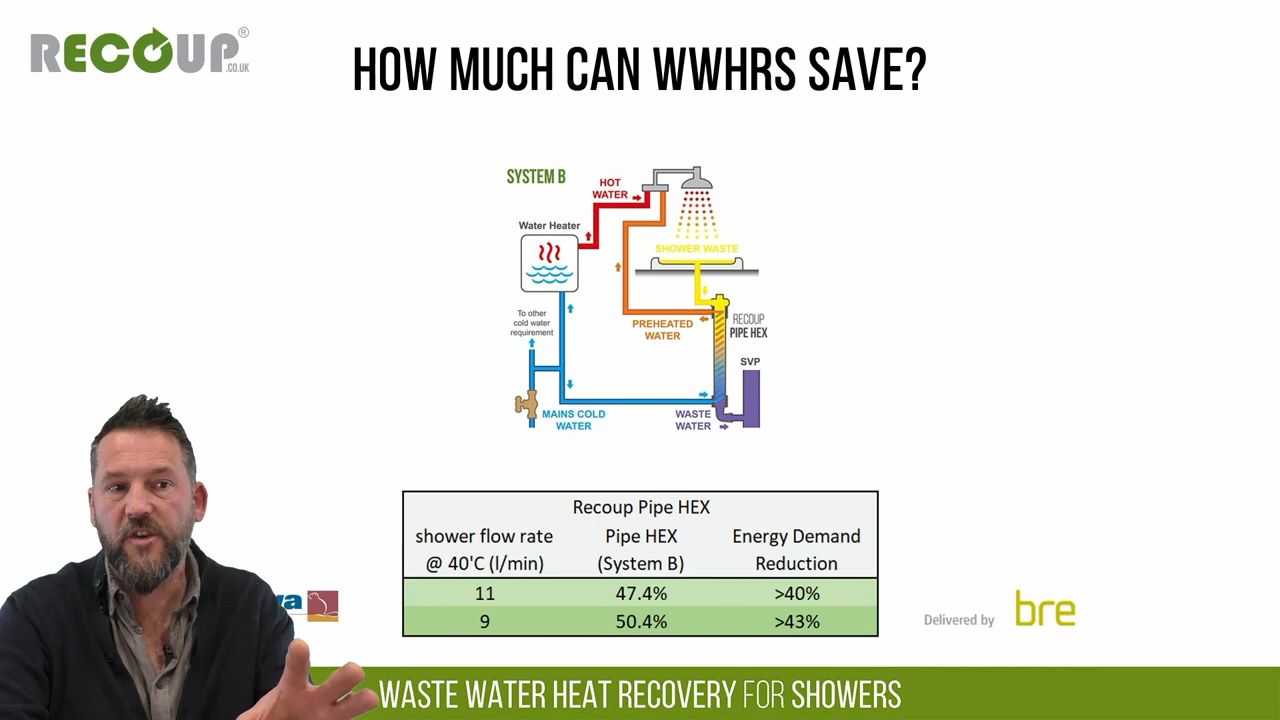 RECOUP®
.CO.UK
HOW MUCH CAN WWHRS SAVE?
SYSTEM B
HOT
WATER
Water Heater
SHOWER WASTE
To other
cold water
requirement
PREHEATED
WATER
RECOUP
PIPE HEX
SVP
MAINS COLD
WATER
WASTE
WATER
Recoup Pipe HEX
shower flow rate Pipe HEX Energy Demand
@ 40'C (l/min) (System B) Reduction
11 47.4% >40%
9 50.4% >43%
Delivered by bre
WASTE WATER HEAT RECOVERY FOR SHOWERS